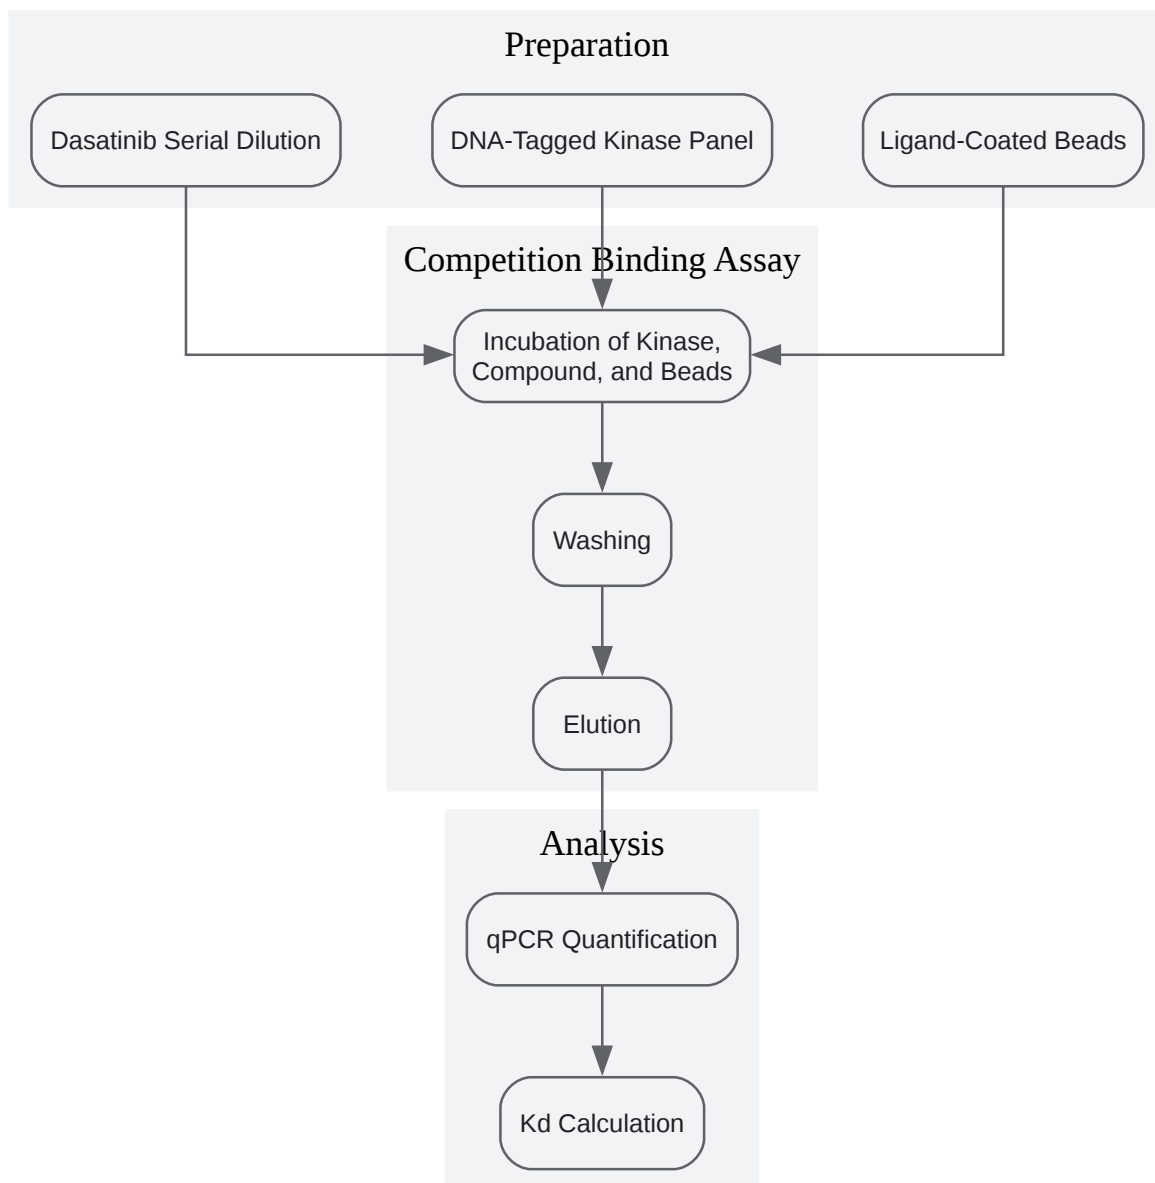 Preparation
Dasatinib Serial Dilution
DNA-Tagged Kinase Panel
Ligand-Coated Beads
Competition Binding Assay
Incubation of Kinase,
Compound, and Beads
Washing
Elution
Analysis
qPCR Quantification
Kd Calculation